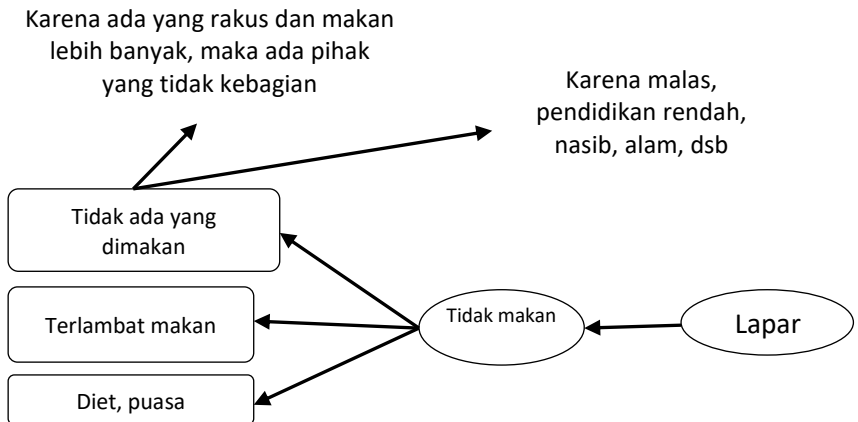 Karena ada yang rakus dan makan
lebih banyak, maka ada pihak
yang tidak kebagian
Karena malas,
pendidikan rendah,
nasib, alam, dsb
Tidak ada yang
dimakan
Terlambat makan
Tidak makan
Lapar
Diet, puasa